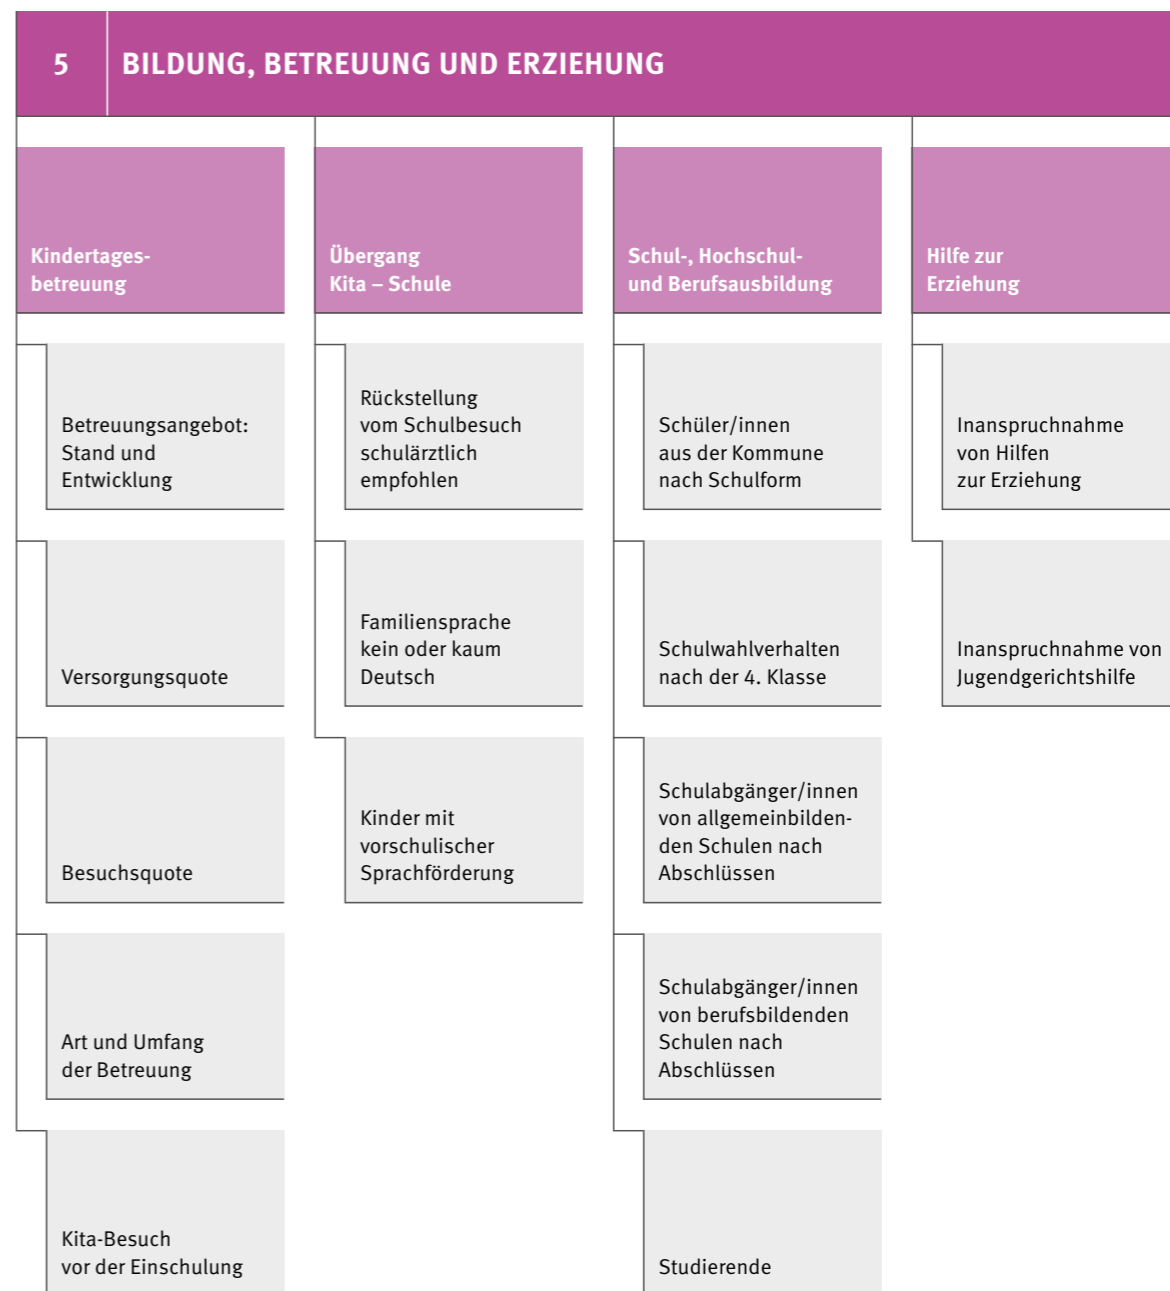 5 BILDUNG, BETREUUNG UND ERZIEHUNG
Kindertages-
betreuung
Betreuungsangebot:
Stand und
Entwicklung
Versorgungsquote
Besuchsquote
Art und Umfang
der Betreuung
Kita-Besuch
vor der Einschulung
Übergang
Kita – Schule
Rückstellung
vom Schulbesuch
schulärztlich
empfohlen
Familiensprache
kein oder kaum
Deutsch
Kinder mit
vorschulischer
Sprachförderung
Schul-, Hochschul-
und Berufsausbildung
Schüler/innen
aus der Kommune
nach Schulform
Schulwahlverhalten
nach der 4. Klasse
Schulabgänger/innen
von allgemeinbilden-
den Schulen nach
Abschlüssen
Schulabgänger/innen
von berufsbildenden
Schulen nach
Abschlüssen
Studierende
Hilfe zur
Erziehung
Inanspruchnahme
von Hilfen
zur Erziehung
Inanspruchnahme von
Jugendgerichtshilfe